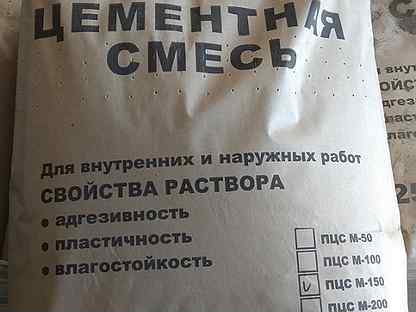 ЦЕМЕНТНАЯ
СМЕСЬ
Для внутренних и наружных работ
СВОЙСТВА РАСТВОРА
• адгезивность
• пластичность
• влагостойкость
ПЦС М-50
ПЦС М-100
ПЦС М-150
ПЦС М-200